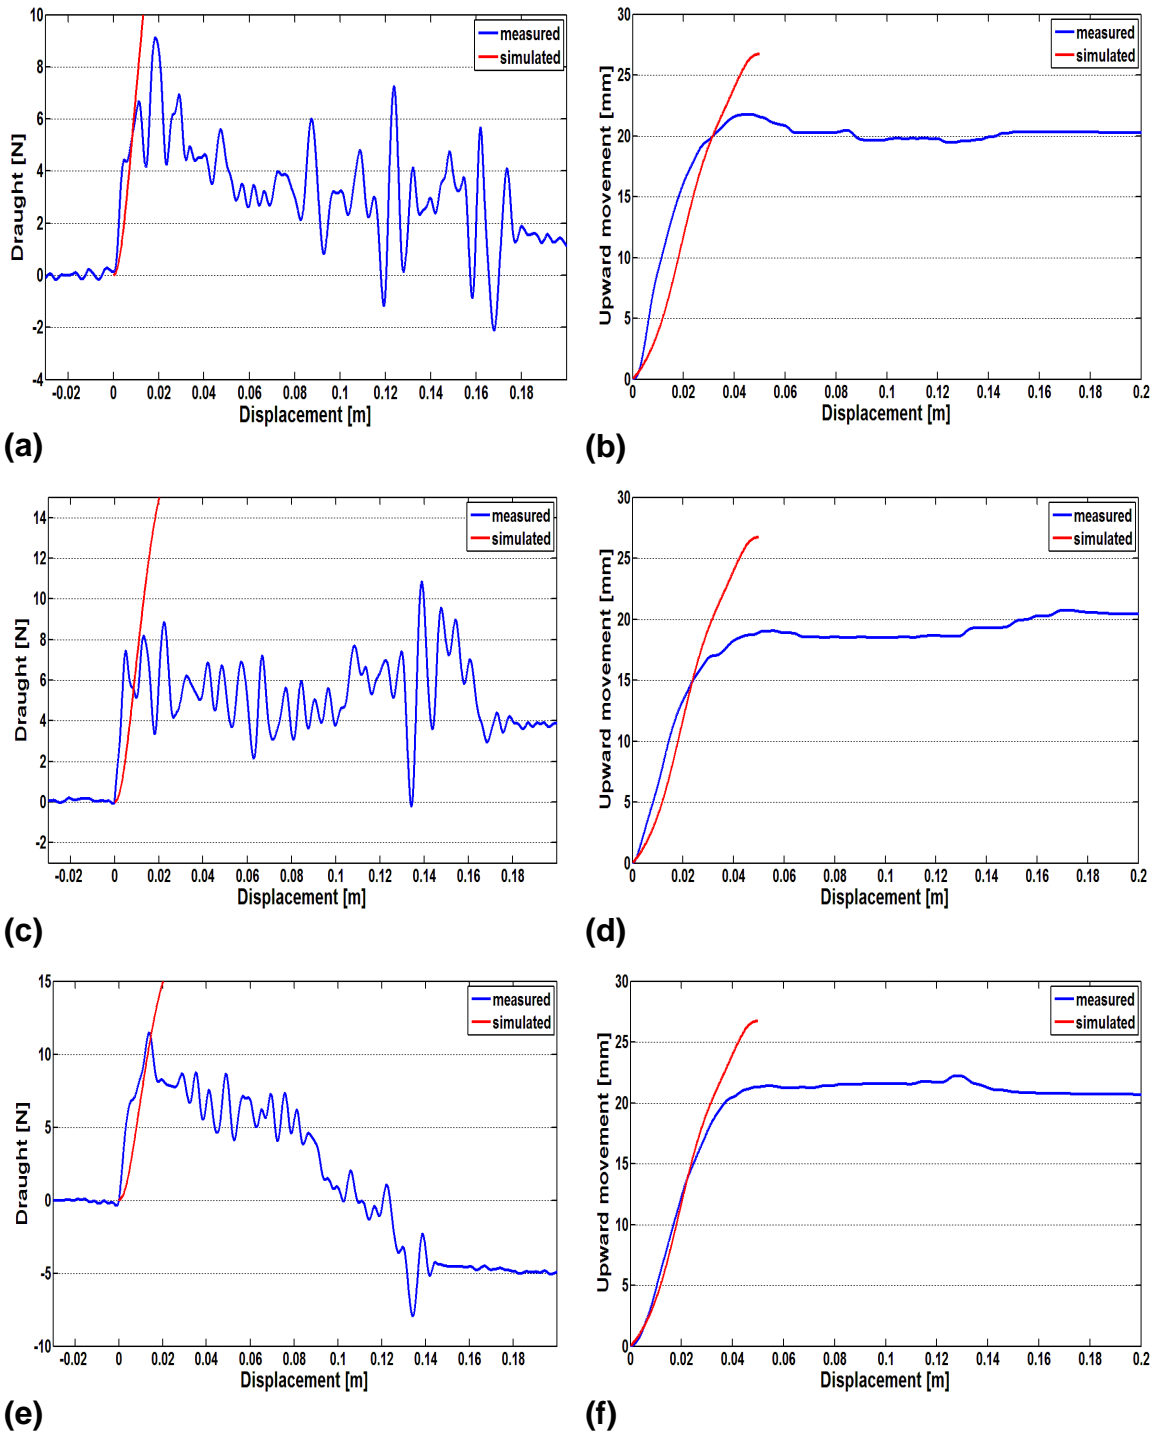 10
8
6
4
2
0
-2
-4
Draught [N]
measured
simulated
-0.02 0 0.02 0.04 0.06 0.08 0.1 0.12 0.14 0.16 0.18
Displacement [m]
(a)
30
25
20
15
10
5
0
Upward movement [mm]
measured
simulated
0 0.02 0.04 0.06 0.08 0.1 0.12 0.14 0.16 0.18 0.2
Displacement [m]
(b)
14
12
10
8
6
4
2
0
-2
Draught [N]
measured
simulated
-0.02 0 0.02 0.04 0.06 0.08 0.1 0.12 0.14 0.16 0.18
Displacement [m]
(c)
30
25
20
15
10
5
0
Upward movement [mm]
measured
simulated
0 0.02 0.04 0.06 0.08 0.1 0.12 0.14 0.16 0.18 0.2
Displacement [m]
(d)
15
10
5
0
-5
-10
Draught [N]
measured
simulated
-0.02 0 0.02 0.04 0.06 0.08 0.1 0.12 0.14 0.16 0.18
Displacement [m]
(e)
30
25
20
15
10
5
0
Upward movement [mm]
measured
simulated
0 0.02 0.04 0.06 0.08 0.1 0.12 0.14 0.16 0.18 0.2
Displacement [m]
(f)